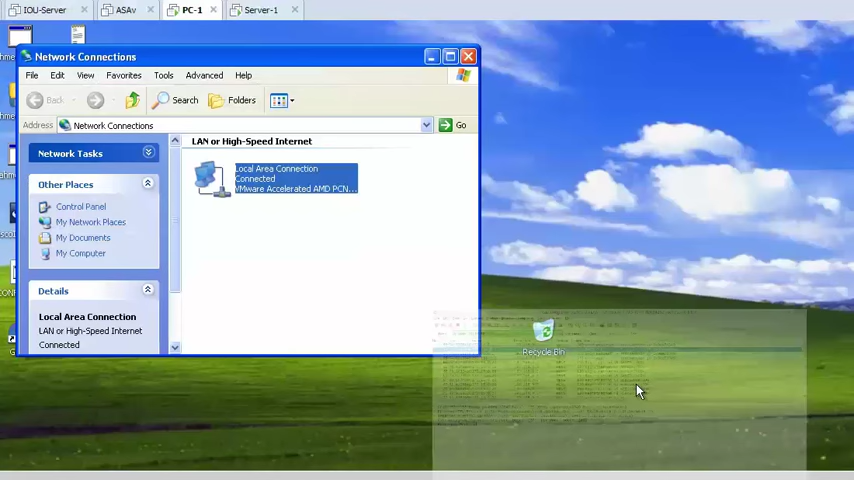 IOU-Server
ASAv
PC-1
Server-1
Network Connections
File Edit View Favorites Tools Advanced Help
Back
Search
Folders
Address
Network Connections
Go
LAN or High-Speed Internet
Network Tasks
Local Area Connection
Connected
VMware Accelerated AMD PCN...
Other Places
Control Panel
My Network Places
My Documents
My Computer
Details
Local Area Connection
LAN or High-Speed Internet
Connected
Recycle Bin